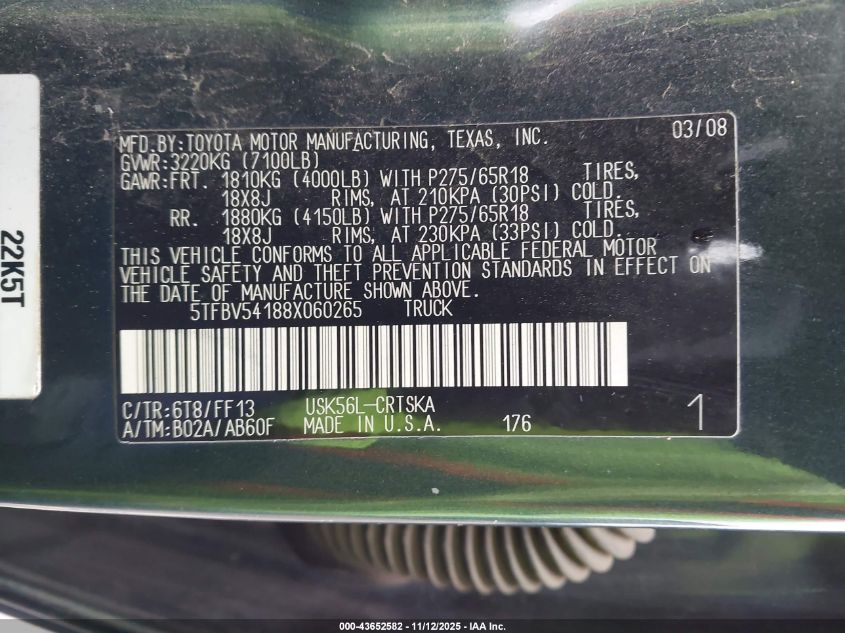 MFD.BY:TOYOTA MOTOR MANUFACTURING, TEXAS, INC. 03/08
GVWR:3220KG (7100LB)
GAWR:FRT. 1810KG (4000LB) WITH P275/65R18 TIRES,
18X8J RIMS, AT 210KPA (30PSI) COLD.
RR. 1880KG (4150LB) WITH P275/65R18 TIRES,
18X8J RIMS, AT 230KPA (33PSI) COLD.
THIS VEHICLE CONFORMS TO ALL APPLICABLE FEDERAL MOTOR
VEHICLE SAFETY AND THEFT PREVENTION STANDARDS IN EFFECT ON
THE DATE OF MANUFACTURE SHOWN ABOVE.
5TFBV54188X060265 TRUCK
C/TR:6T8/FF13 USK56L-CRTSKA
A/TM:B02A/AB60F MADE IN U.S.A. 176 1
22K5T
000-43652582 - 11/12/2025 - IAA Inc.